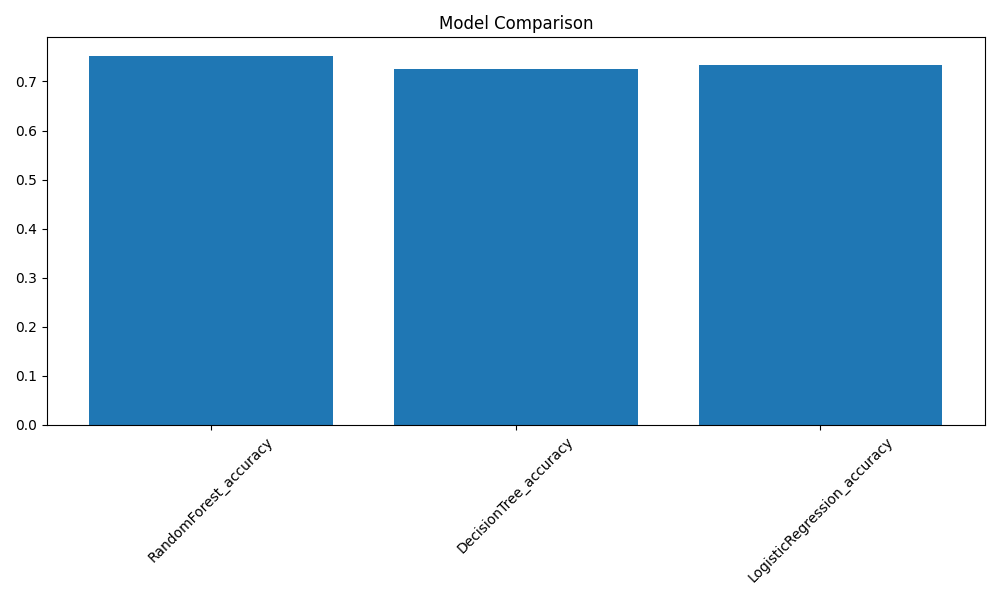 Model Comparison
0.7
0.6
0.5
0.4
0.3
0.2
0.1
0.0
RandomForest_accuracy
DecisionTree_accuracy
LogisticRegression_accuracy